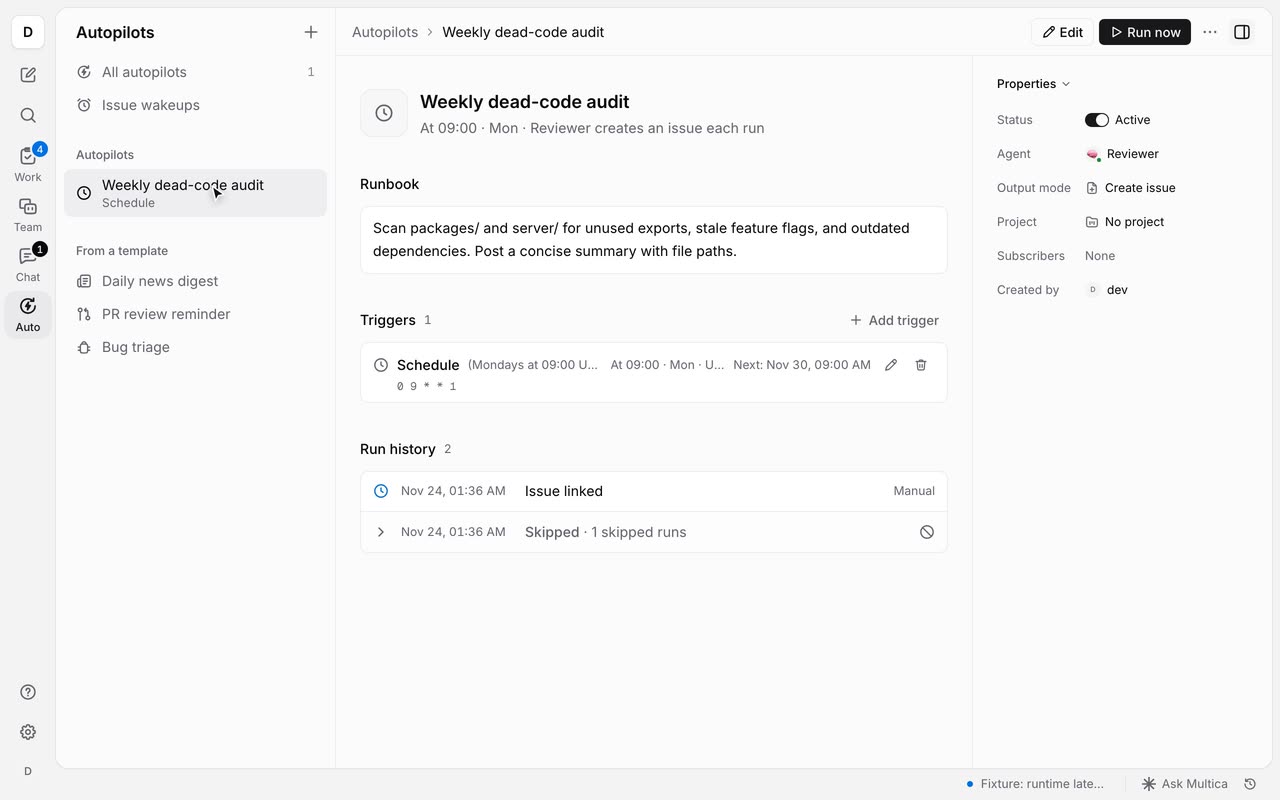 D
Autopilots
All autopilots 1
Issue wakeups
Autopilots
Weekly dead-code audit
Schedule
From a template
Daily news digest
PR review reminder
Bug triage
4
Work
Team
1
Chat
Auto
D
Autopilots > Weekly dead-code audit
Edit
Run now
Weekly dead-code audit
At 09:00 · Mon · Reviewer creates an issue each run
Runbook
Scan packages/ and server/ for unused exports, stale feature flags, and outdated
dependencies. Post a concise summary with file paths.
Triggers 1
Add trigger
Schedule (Mondays at 09:00 U... At 09:00 · Mon · U... Next: Nov 30, 09:00 AM
0 9 * * 1
Run history 2
Nov 24, 01:36 AM Issue linked Manual
Nov 24, 01:36 AM Skipped · 1 skipped runs
Properties
Status Active
Agent Reviewer
Output mode Create issue
Project No project
Subscribers None
Created by D dev
Fixture: runtime late...
Ask Multica